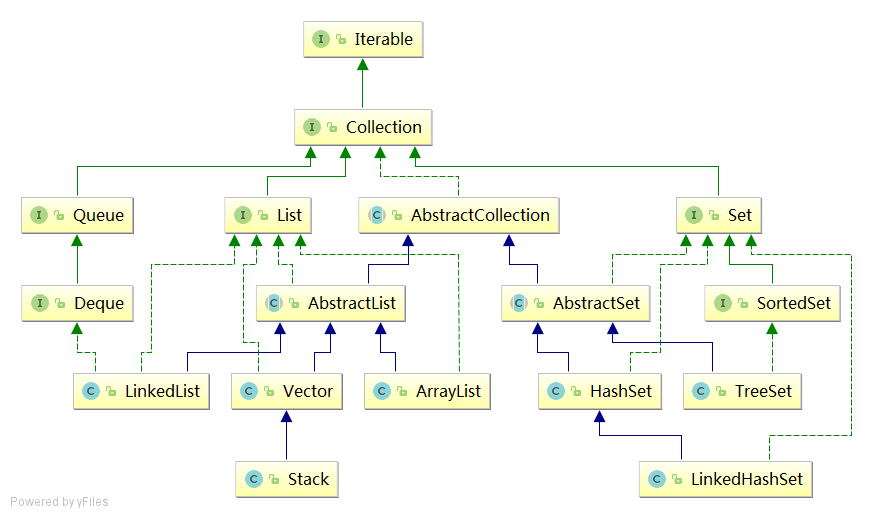 I Iterable
I Collection
I Queue
I List
C AbstractCollection
I Set
I Deque
C AbstractList
C AbstractSet
I SortedSet
C LinkedList
C Vector
C ArrayList
C HashSet
C TreeSet
C Stack
C LinkedHashSet
Powered by yFiles